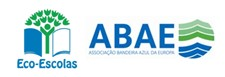 Eco-Escolas
ABAE
ASSOCIAÇÃO BANDEIRA AZUL DA EUROPA